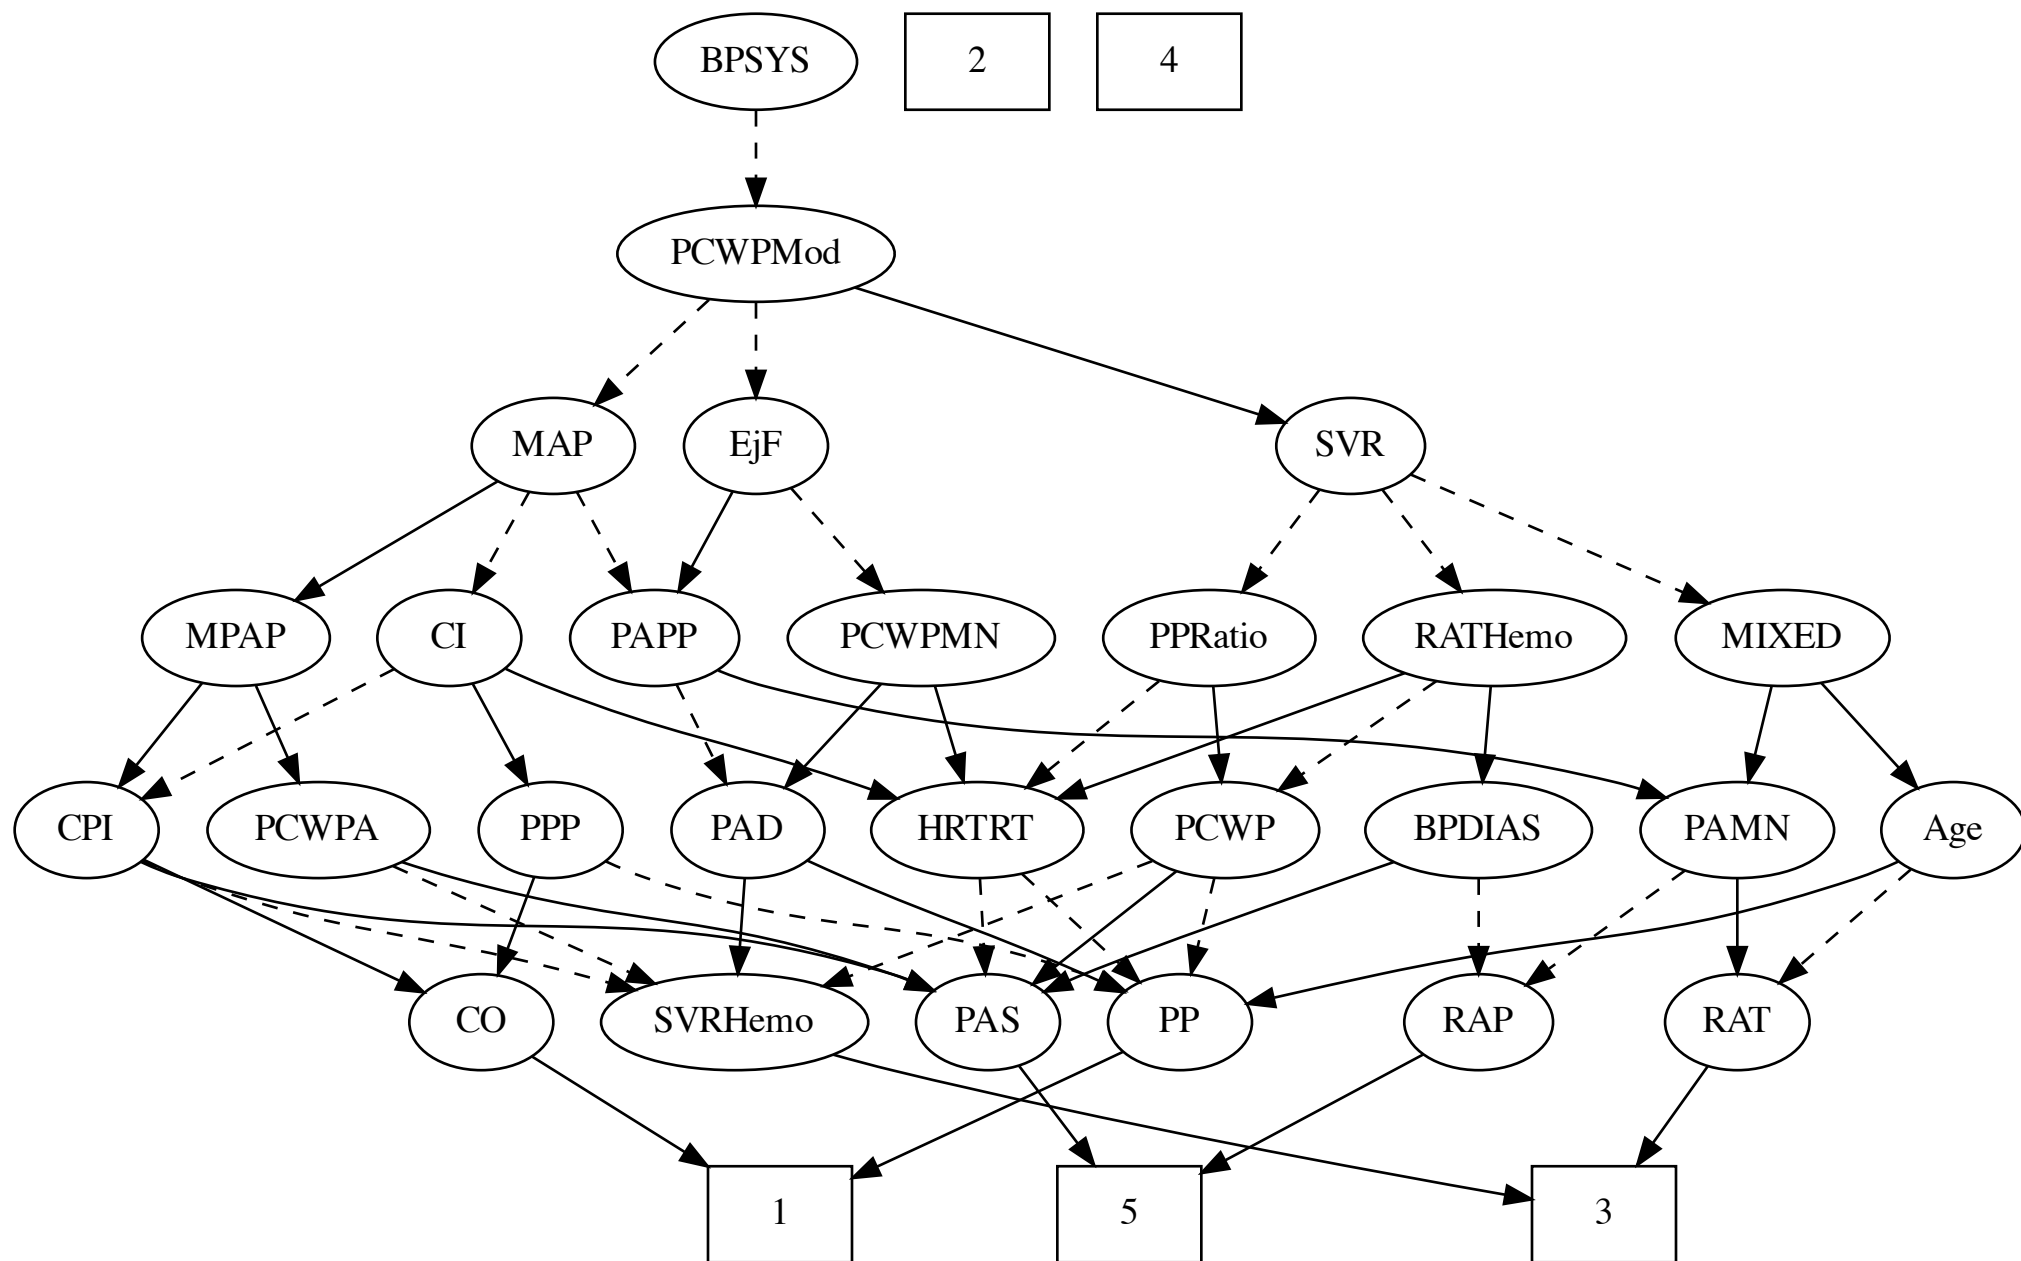 BPSYS
2
4
PCWPMod
MAP
EjF
SVR
MPAP
CI
PAPP
PCWPMN
PPRatio
RATHemo
MIXED
CPI
PCWPA
PPP
PAD
HRTRT
PCWP
BPDIAS
PAMN
Age
CO
SVRHemo
PAS
PP
RAP
RAT
1
5
3